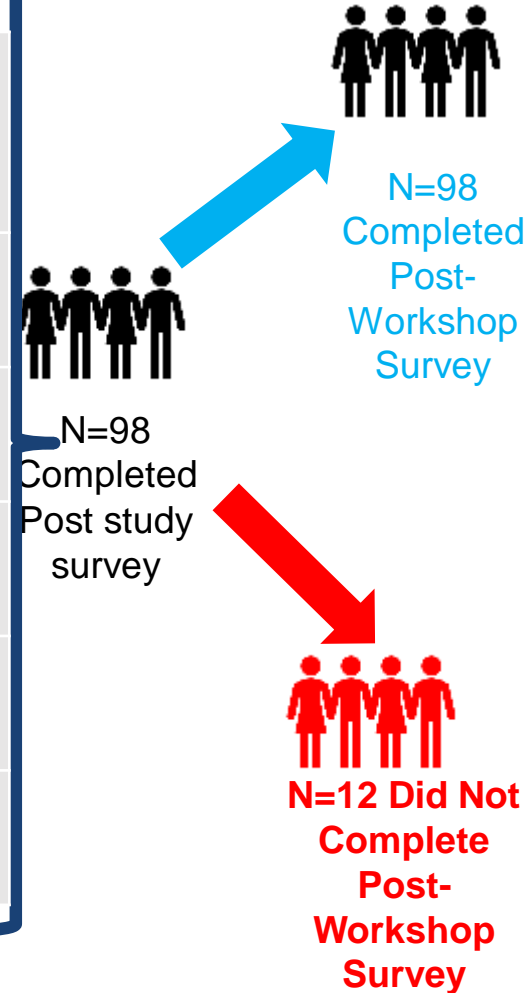 N=98
Completed
Post-
Workshop
Survey
N=98
Completed
Post study
survey
N=12 Did Not
Complete
Post-
Workshop
Survey